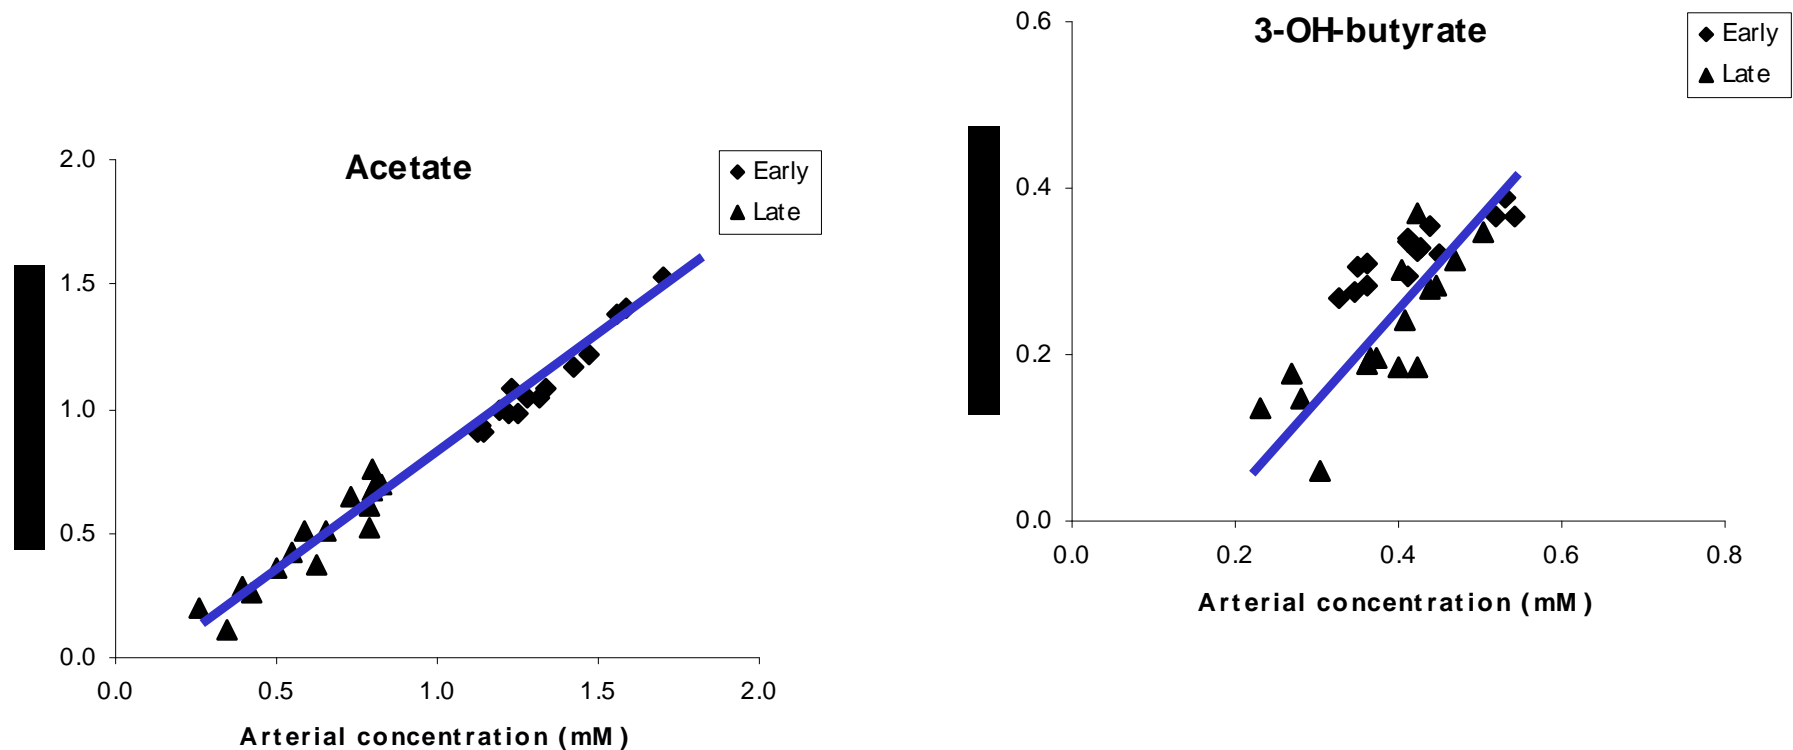 Acetate
Early
Late
2.0
1.5
1.0
0.5
0.0
0.0 0.5 1.0 1.5 2.0
Arterial concentration (mM)
3-OH-butyrate
Early
Late
0.6
0.4
0.2
0.0
0.0 0.2 0.4 0.6 0.8
Arterial concentration (mM)